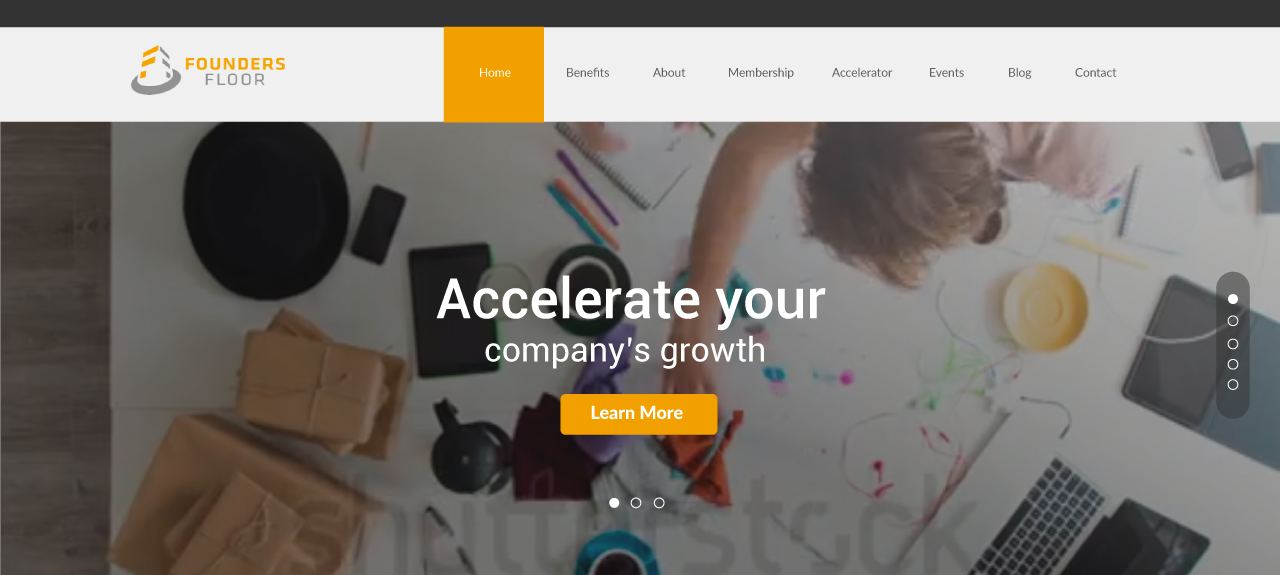 FOUNDERS
FLOOR
Home
Benefits
About
Membership
Accelerator
Events
Blog
Contact
Accelerate your
company's growth
Learn More
shutterstock